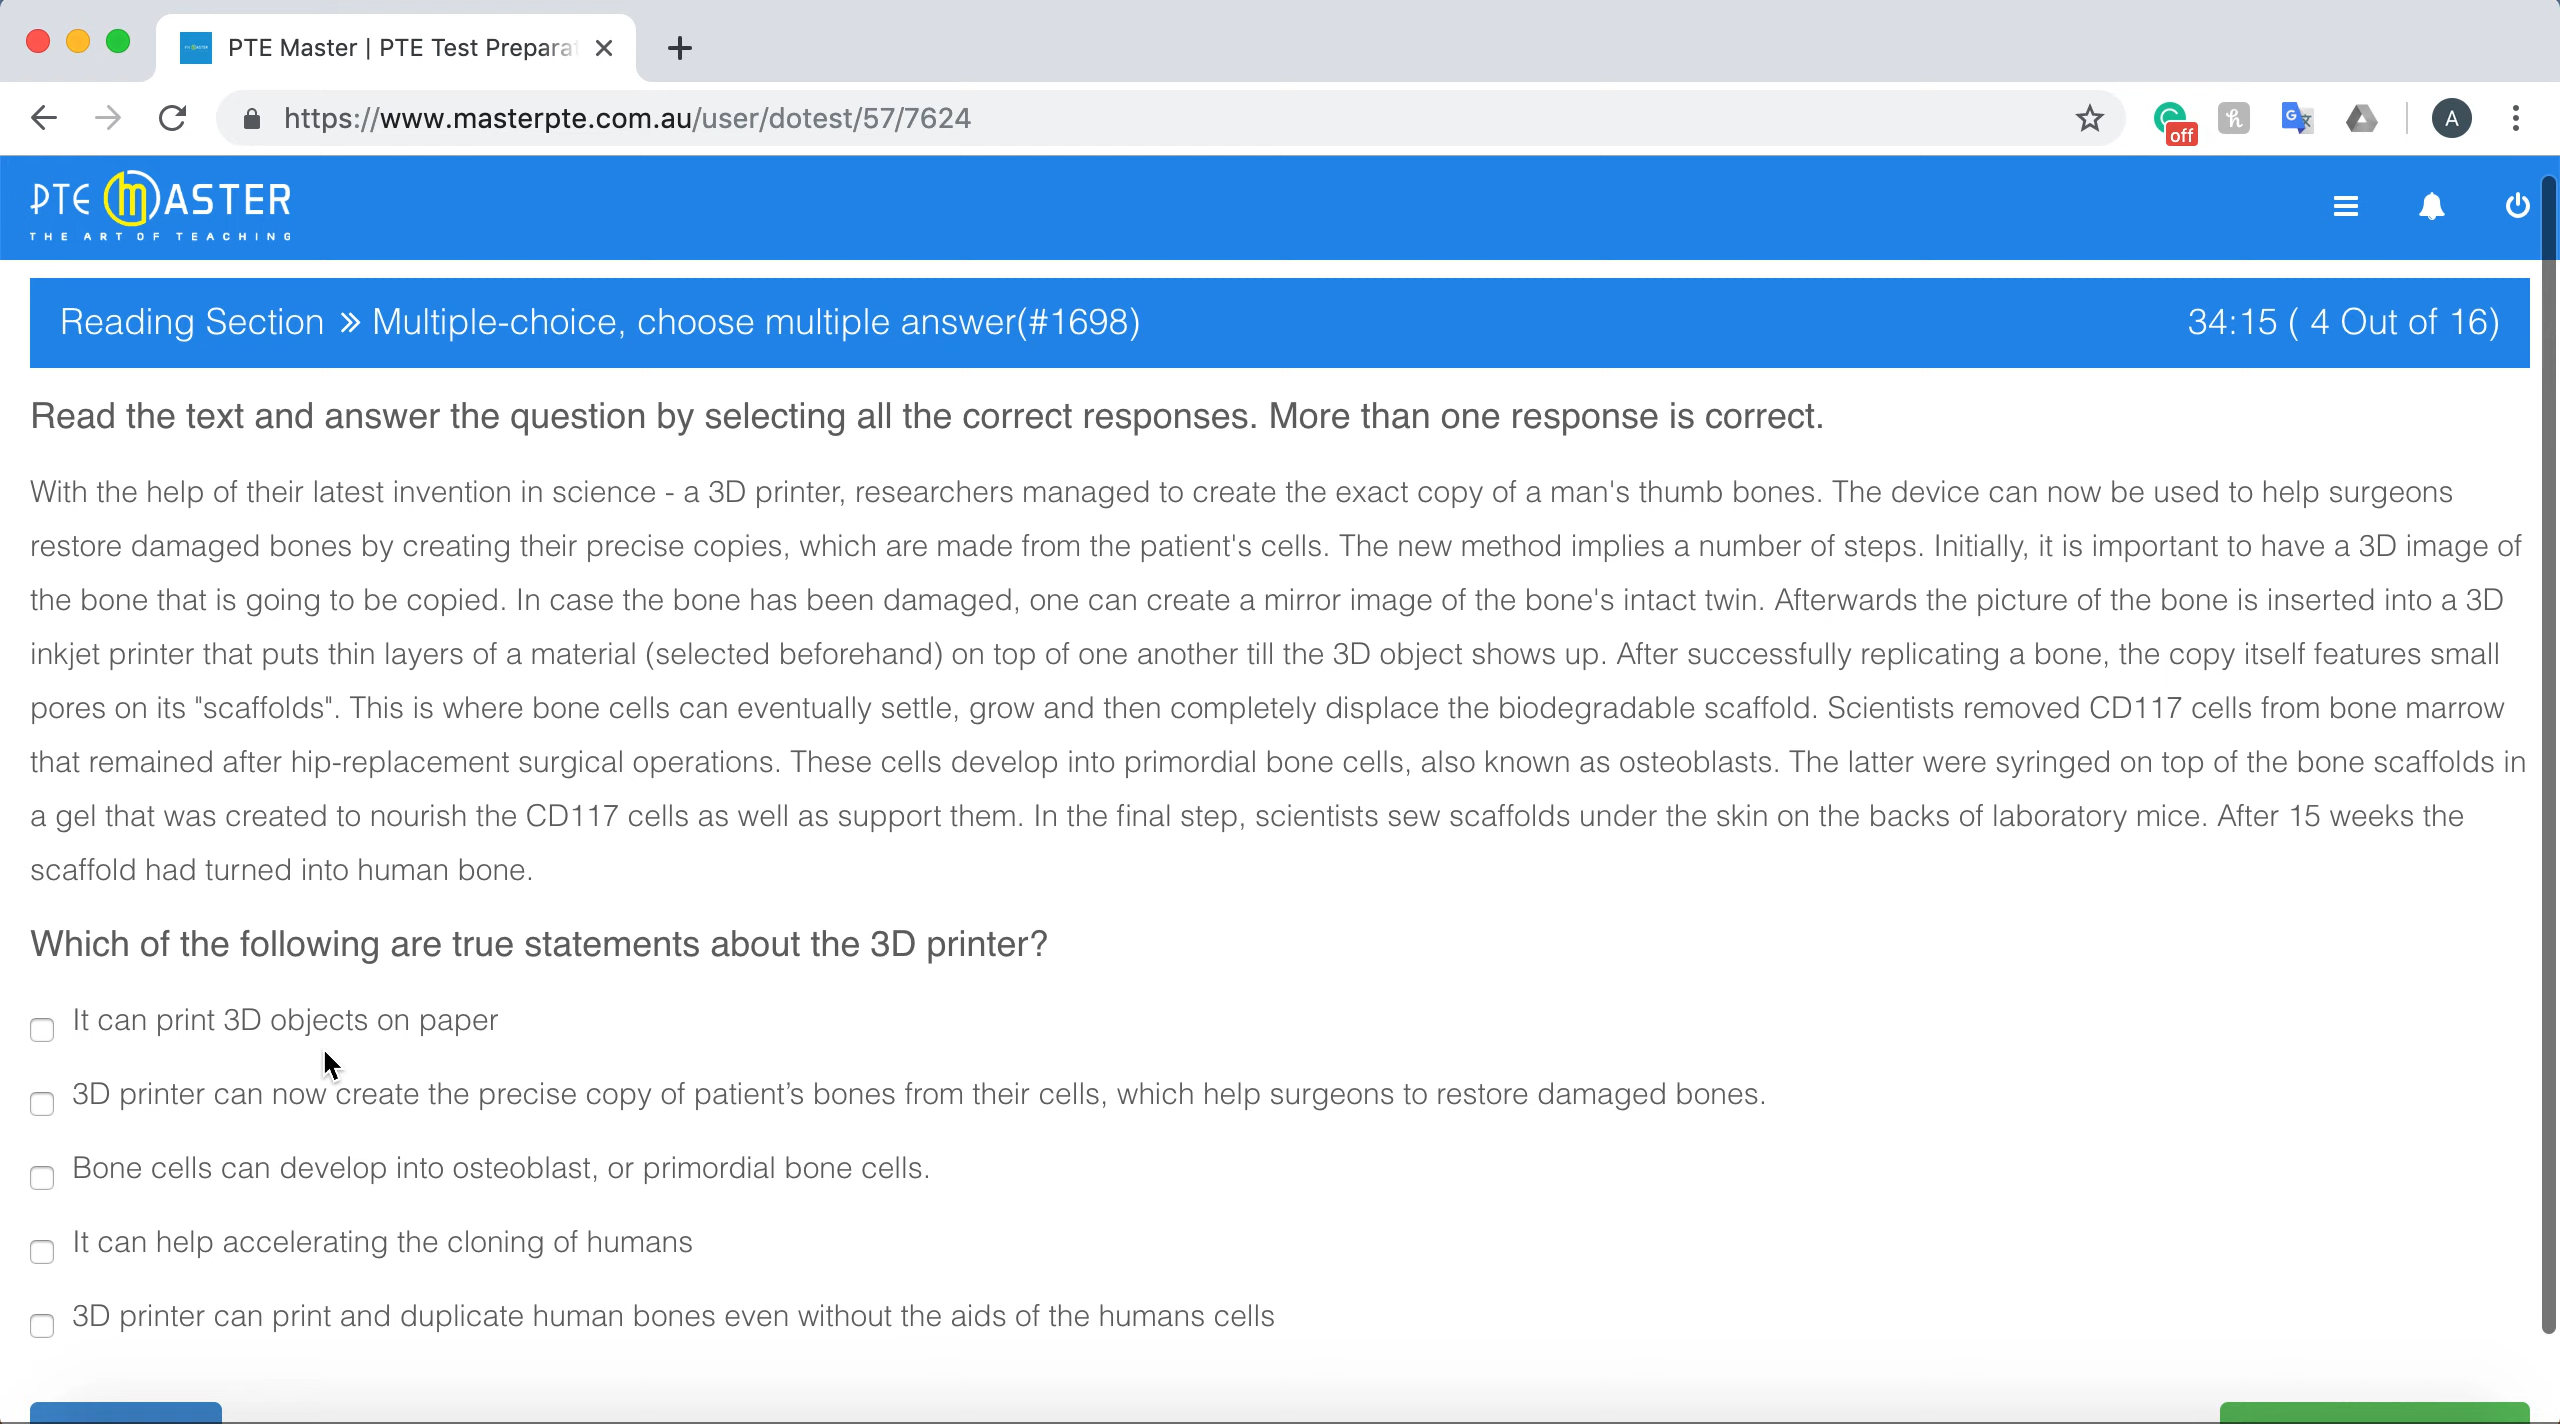 PTE Master | PTE Test Prepara
https://www.masterpte.com.au/user/dotest/57/7624
off
A
PTE MASTER
THE ART OF TEACHING
Reading Section » Multiple-choice, choose multiple answer(#1698)
34:15 ( 4 Out of 16)
Read the text and answer the question by selecting all the correct responses. More than one response is correct.
With the help of their latest invention in science - a 3D printer, researchers managed to create the exact copy of a man's thumb bones. The device can now be used to help surgeons
restore damaged bones by creating their precise copies, which are made from the patient's cells. The new method implies a number of steps. Initially, it is important to have a 3D image of
the bone that is going to be copied. In case the bone has been damaged, one can create a mirror image of the bone's intact twin. Afterwards the picture of the bone is inserted into a 3D
inkjet printer that puts thin layers of a material (selected beforehand) on top of one another till the 3D object shows up. After successfully replicating a bone, the copy itself features small
pores on its "scaffolds". This is where bone cells can eventually settle, grow and then completely displace the biodegradable scaffold. Scientists removed CD117 cells from bone marrow
that remained after hip-replacement surgical operations. These cells develop into primordial bone cells, also known as osteoblasts. The latter were syringed on top of the bone scaffolds in
a gel that was created to nourish the CD117 cells as well as support them. In the final step, scientists sew scaffolds under the skin on the backs of laboratory mice. After 15 weeks the
scaffold had turned into human bone.
Which of the following are true statements about the 3D printer?
It can print 3D objects on paper
3D printer can now create the precise copy of patient’s bones from their cells, which help surgeons to restore damaged bones.
Bone cells can develop into osteoblast, or primordial bone cells.
It can help accelerating the cloning of humans
3D printer can print and duplicate human bones even without the aids of the humans cells